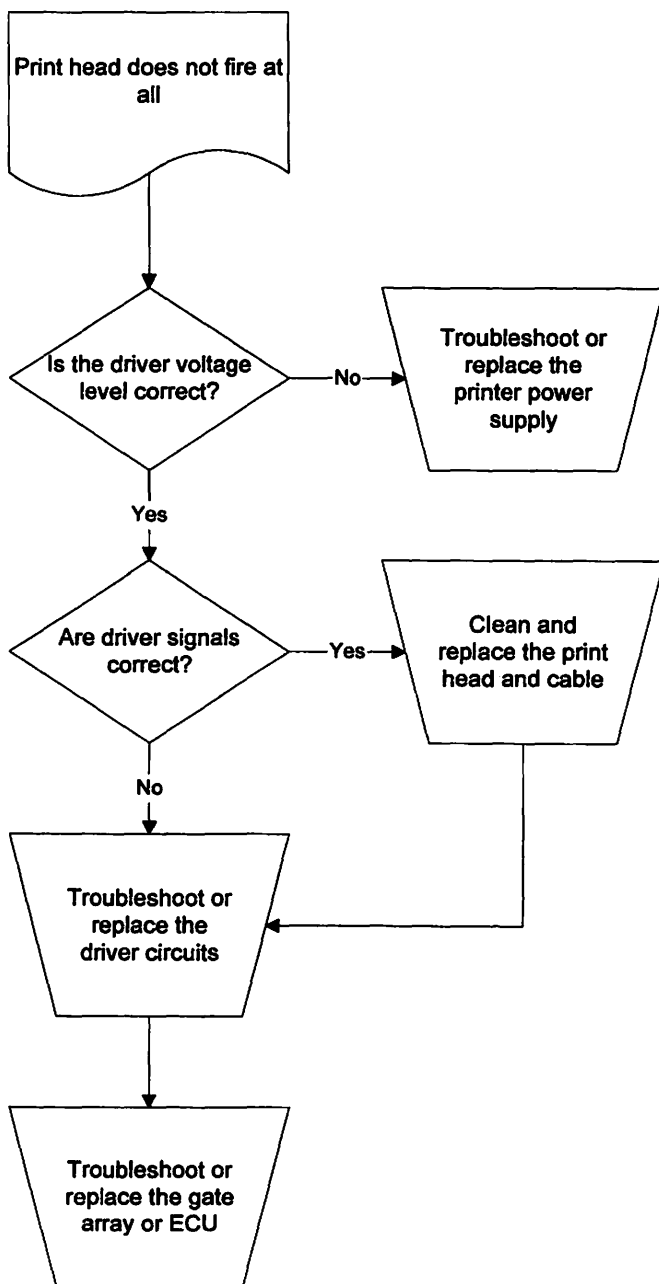 Print head does not fire at
all
Is the driver voltage
level correct?
No
Troubleshoot or
replace the
printer power
supply
Yes
Are driver signals
correct?
Yes
Clean and
replace the print
head and cable
No
Troubleshoot or
replace the
driver circuits
Troubleshoot or
replace the gate
array or ECU